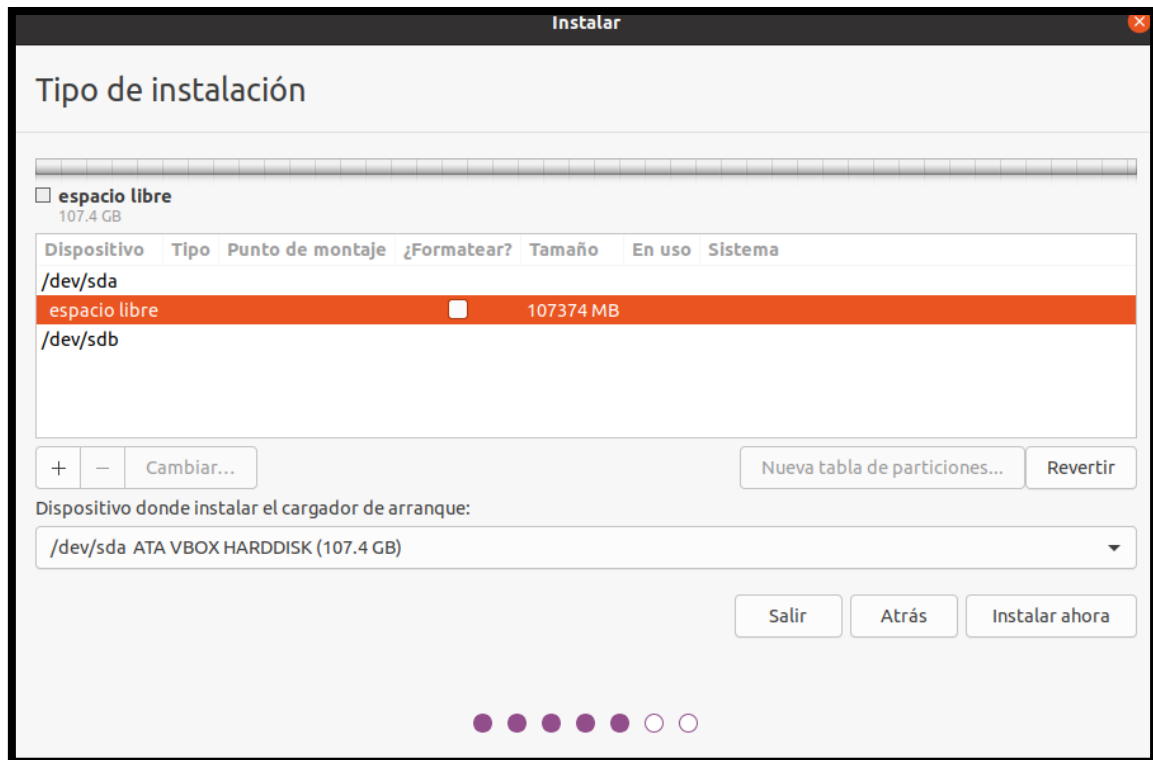 Instalar
Tipo de instalación
espacio libre
107.4 GB
Dispositivo Tipo Punto de montaje ¿Formatear? Tamaño En uso Sistema
/dev/sda
espacio libre 107374 MB
/dev/sdb
+ − Cambiar... Nueva tabla de particiones... Revertir
Dispositivo donde instalar el cargador de arranque:
/dev/sda ATA VBOX HARDDISK (107.4 GB)
Salir Atrás Instalar ahora